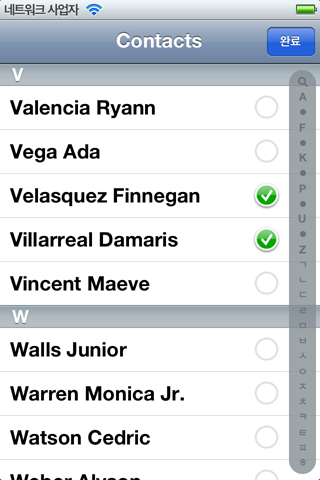 네트워크 사업자
Contacts
완료
V
Valencia Ryann
Vega Ada
Velasquez Finnegan
Villarreal Damaris
Vincent Maeve
W
Walls Junior
Warren Monica Jr.
Watson Cedric
Weber Alyson
A
F
K
P
U
Z
ㄱ
ㄴ
ㄷ
ㄹ
ㅁ
ㅂ
ㅅ
ㅇ
ㅈ
ㅊ
ㅋ
ㅌ
ㅍ
ㅎ